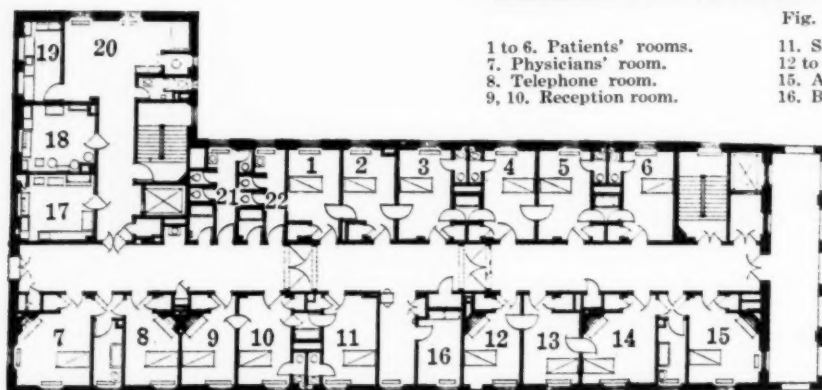 Fig.
1 to 6. Patients' rooms.
7. Physicians' room.
8. Telephone room.
9, 10. Reception room.
11. S
12 to
15. A
16. B
19 20
18
17
21 22 1 2 3 4 5 6
7 8 9 10 11 16 12 13 14 15